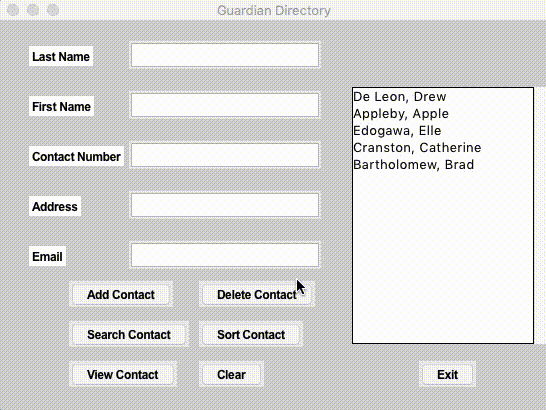 Guardian Directory
Last Name
First Name
Contact Number
Address
Email
De Leon, Drew
Appleby, Apple
Edogawa, Elle
Cranston, Catherine
Bartholomew, Brad
Add Contact
Delete Contact
Search Contact
Sort Contact
View Contact
Clear
Exit